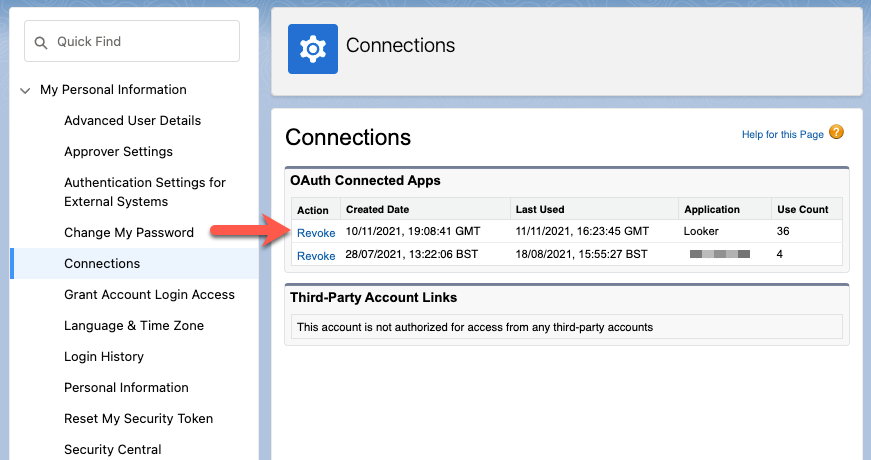 Quick Find
My Personal Information
Advanced User Details
Approver Settings
Authentication Settings for
External Systems
Change My Password
Connections
Grant Account Login Access
Language & Time Zone
Login History
Personal Information
Reset My Security Token
Security Central
Connections
Connections
Help for this Page ?
OAuth Connected Apps
Action Created Date Last Used Application Use Count
Revoke 10/11/2021, 19:08:41 GMT 11/11/2021, 16:23:45 GMT Looker 36
Revoke 28/07/2021, 13:22:06 BST 18/08/2021, 15:55:27 BST 4
Third-Party Account Links
This account is not authorized for access from any third-party accounts